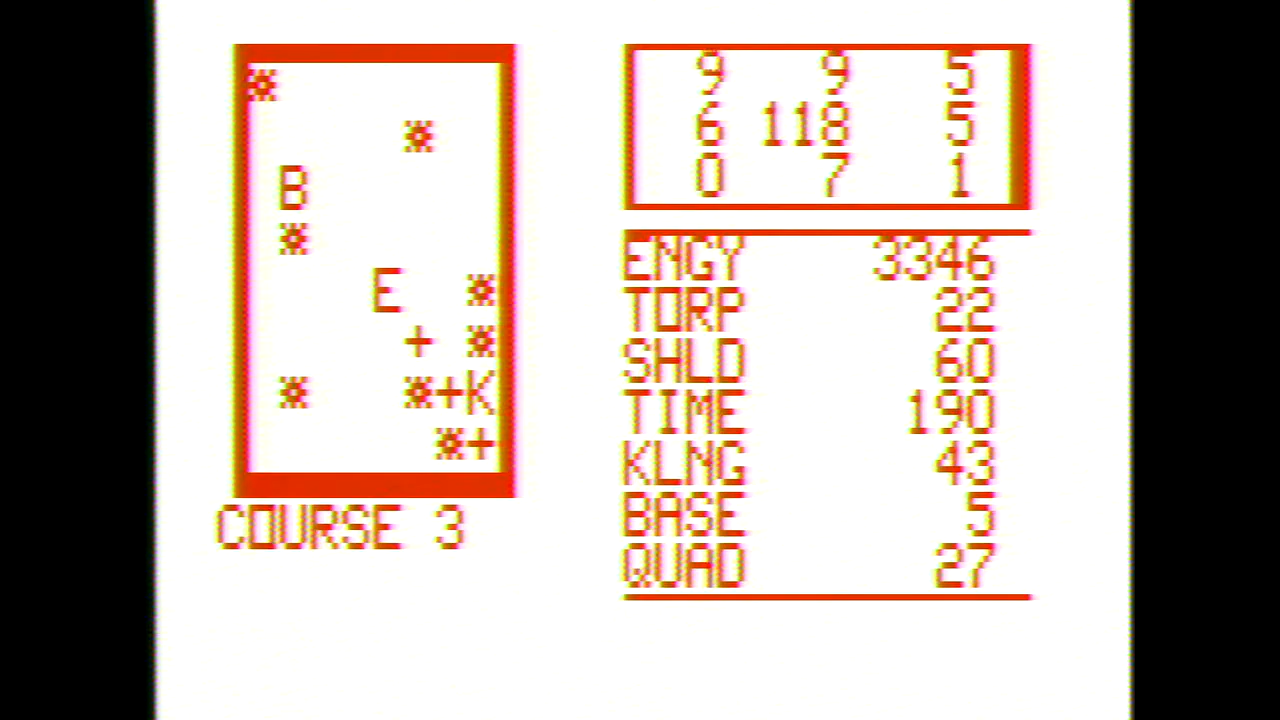 *
*
B
*
E *
+ *
* *+K
*+
COURSE 3
9 9 5
6 118 5
0 7 1
ENGY 3346
TORP 22
SHLD 60
TIME 190
KLNG 43
BASE 5
QUAD 27